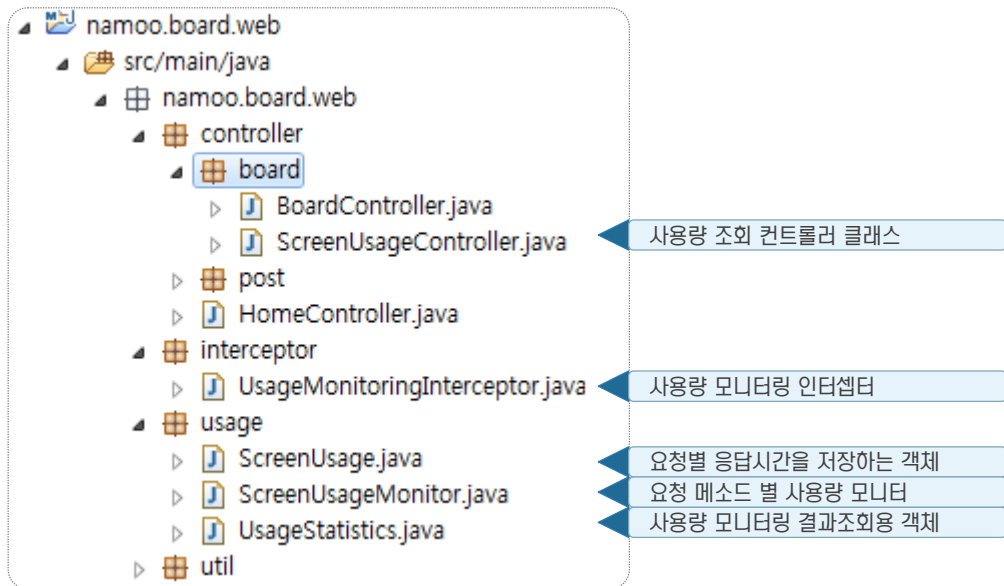 namoo.board.web
src/main/java
namoo.board.web
controller
board
BoardController.java
ScreenUsageController.java
사용량 조회 컨트롤러 클래스
post
HomeController.java
interceptor
UsageMonitoringInterceptor.java
사용량 모니터링 인터셉터
usage
ScreenUsage.java
요청별 응답시간을 저장하는 객체
ScreenUsageMonitor.java
요청 메소드 별 사용량 모니터
UsageStatistics.java
사용량 모니터링 결과조회용 객체
util